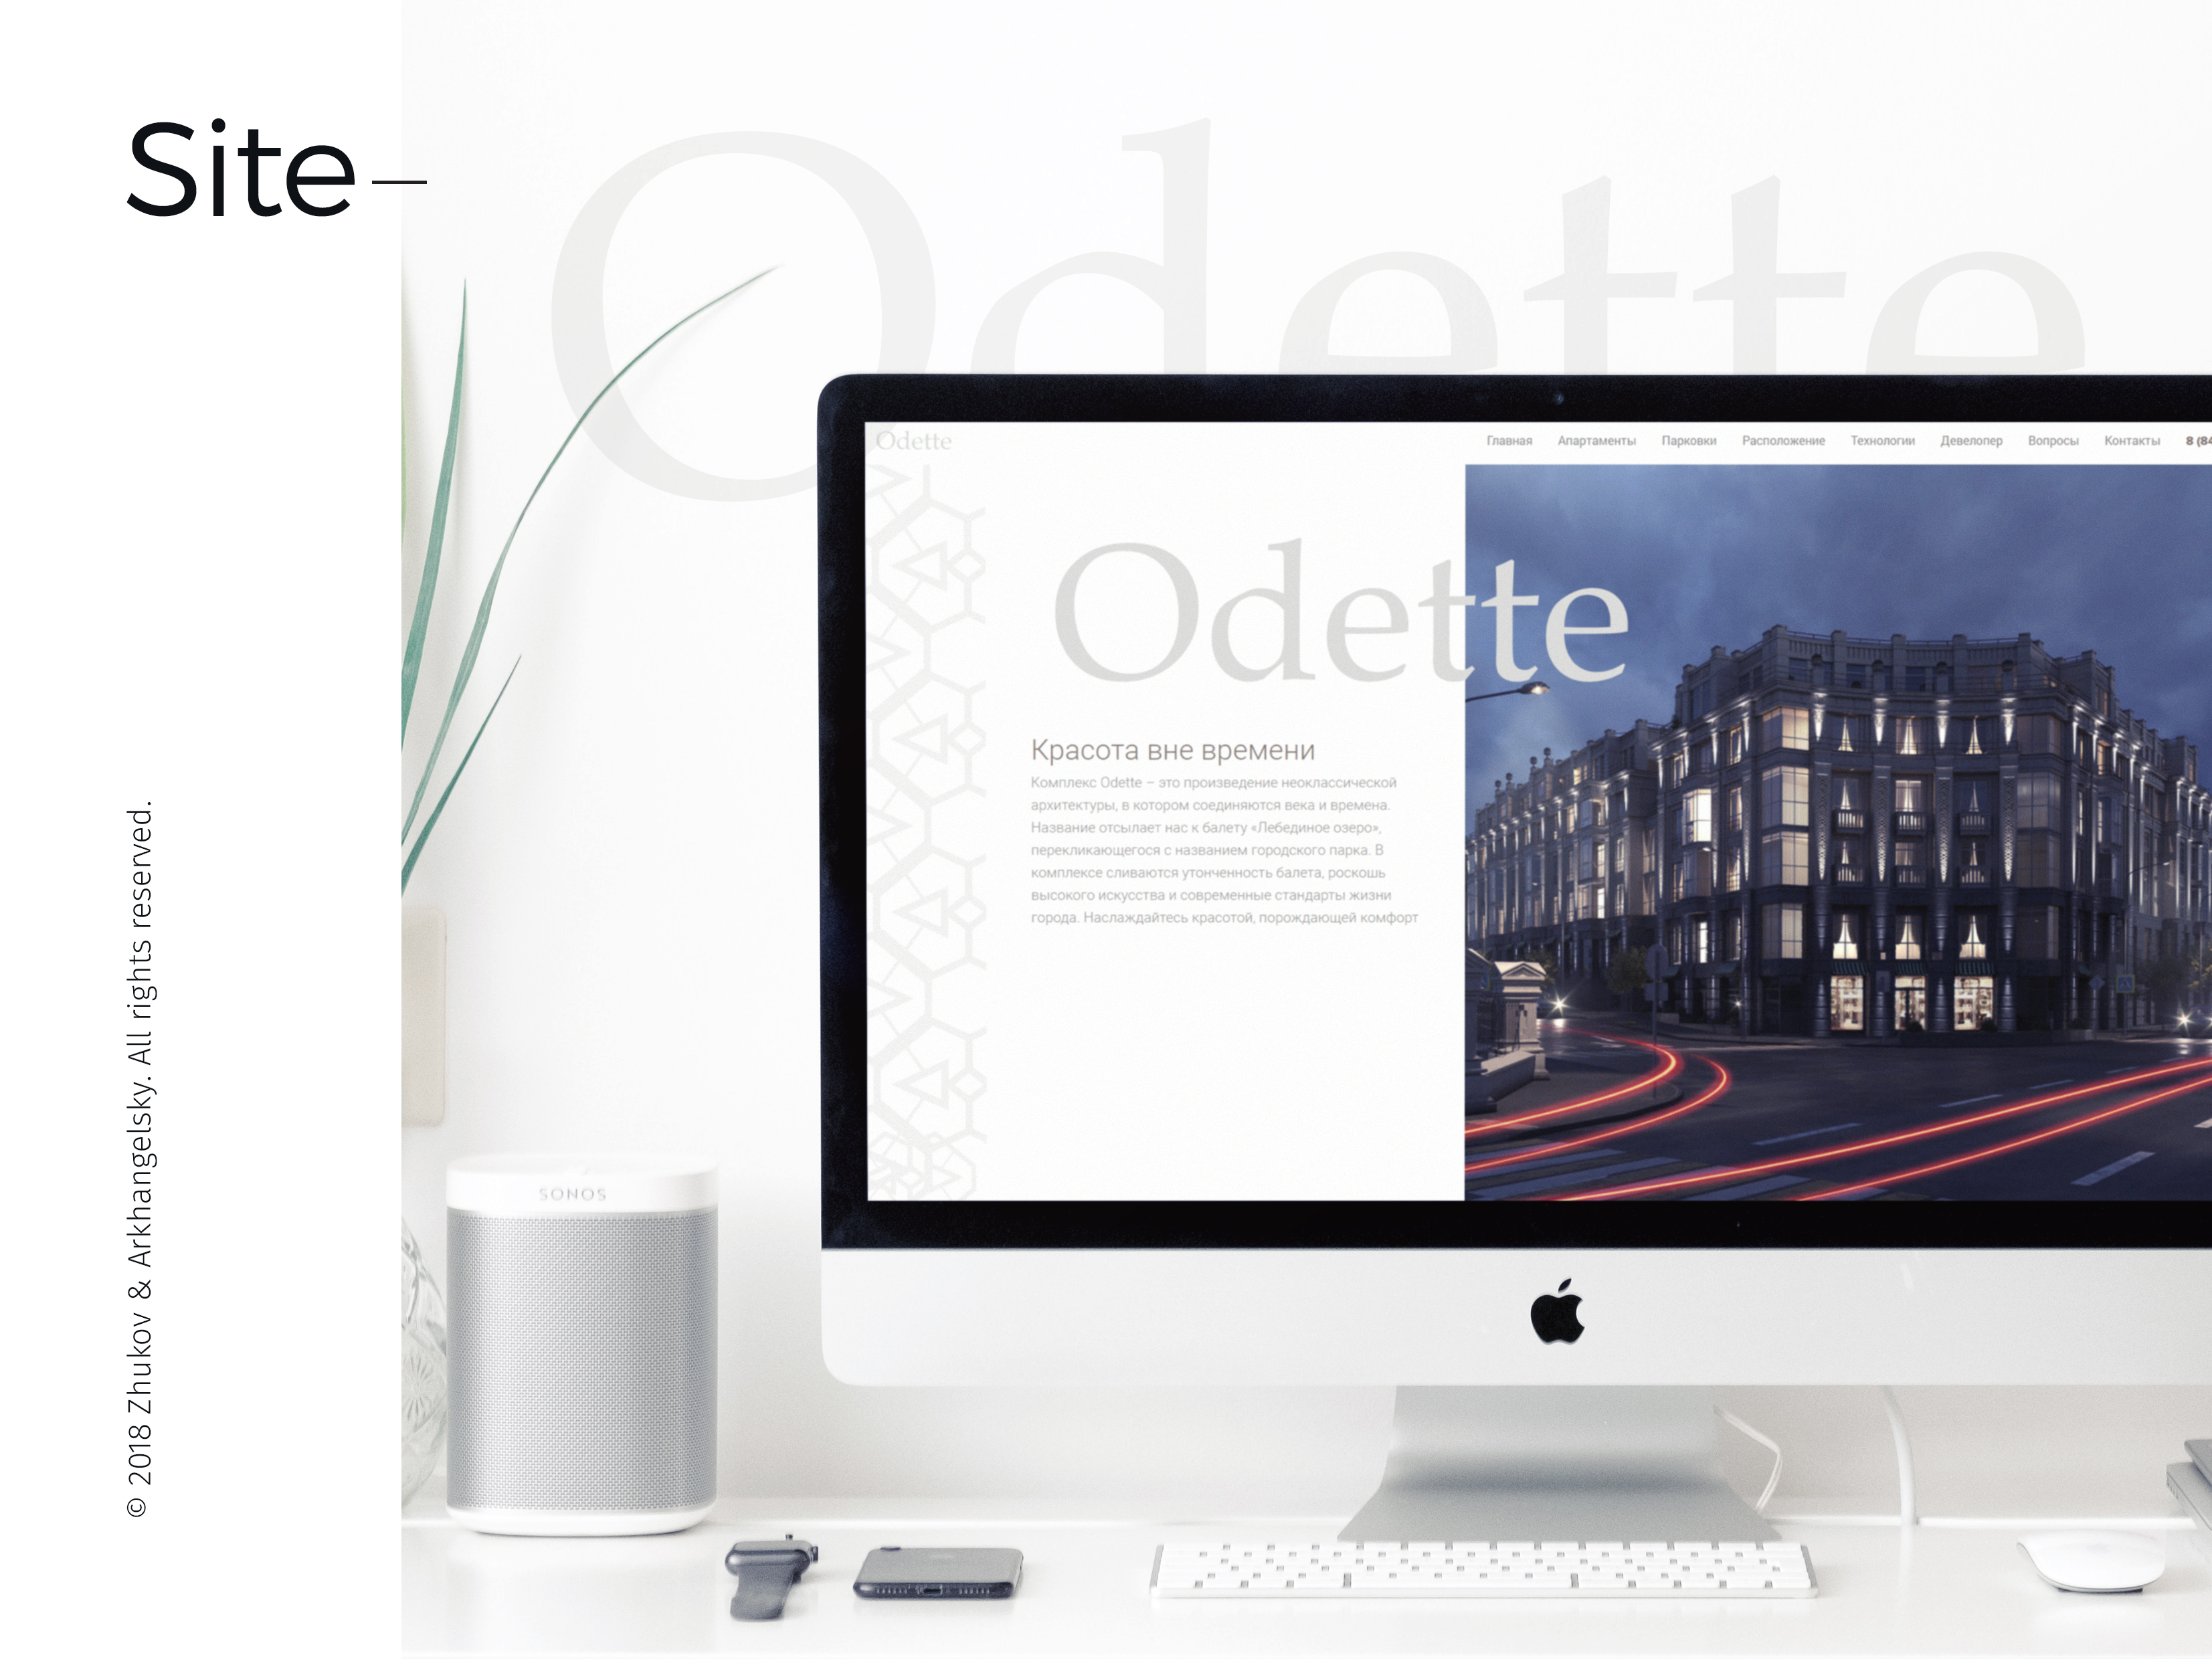 Site—
Odette
Odette
Главная Апартаменты Парковки Расположение Технологии Девелопер Вопросы Контакты 8 (84
Odette
Красота вне времени
Комплекс Odette – это произведение неоклассической
архитектуры, в котором соединяются века и времена.
Название отсылает нас к балету «Лебединое озеро»,
перекликающегося с названием городского парка. В
комплексе сливаются утонченность балета, роскошь
высокого искусства и современные стандарты жизни
города. Наслаждайтесь красотой, порождающей комфорт
SONOS
© 2018 Zhukov & Arkhangelsky. All rights reserved.